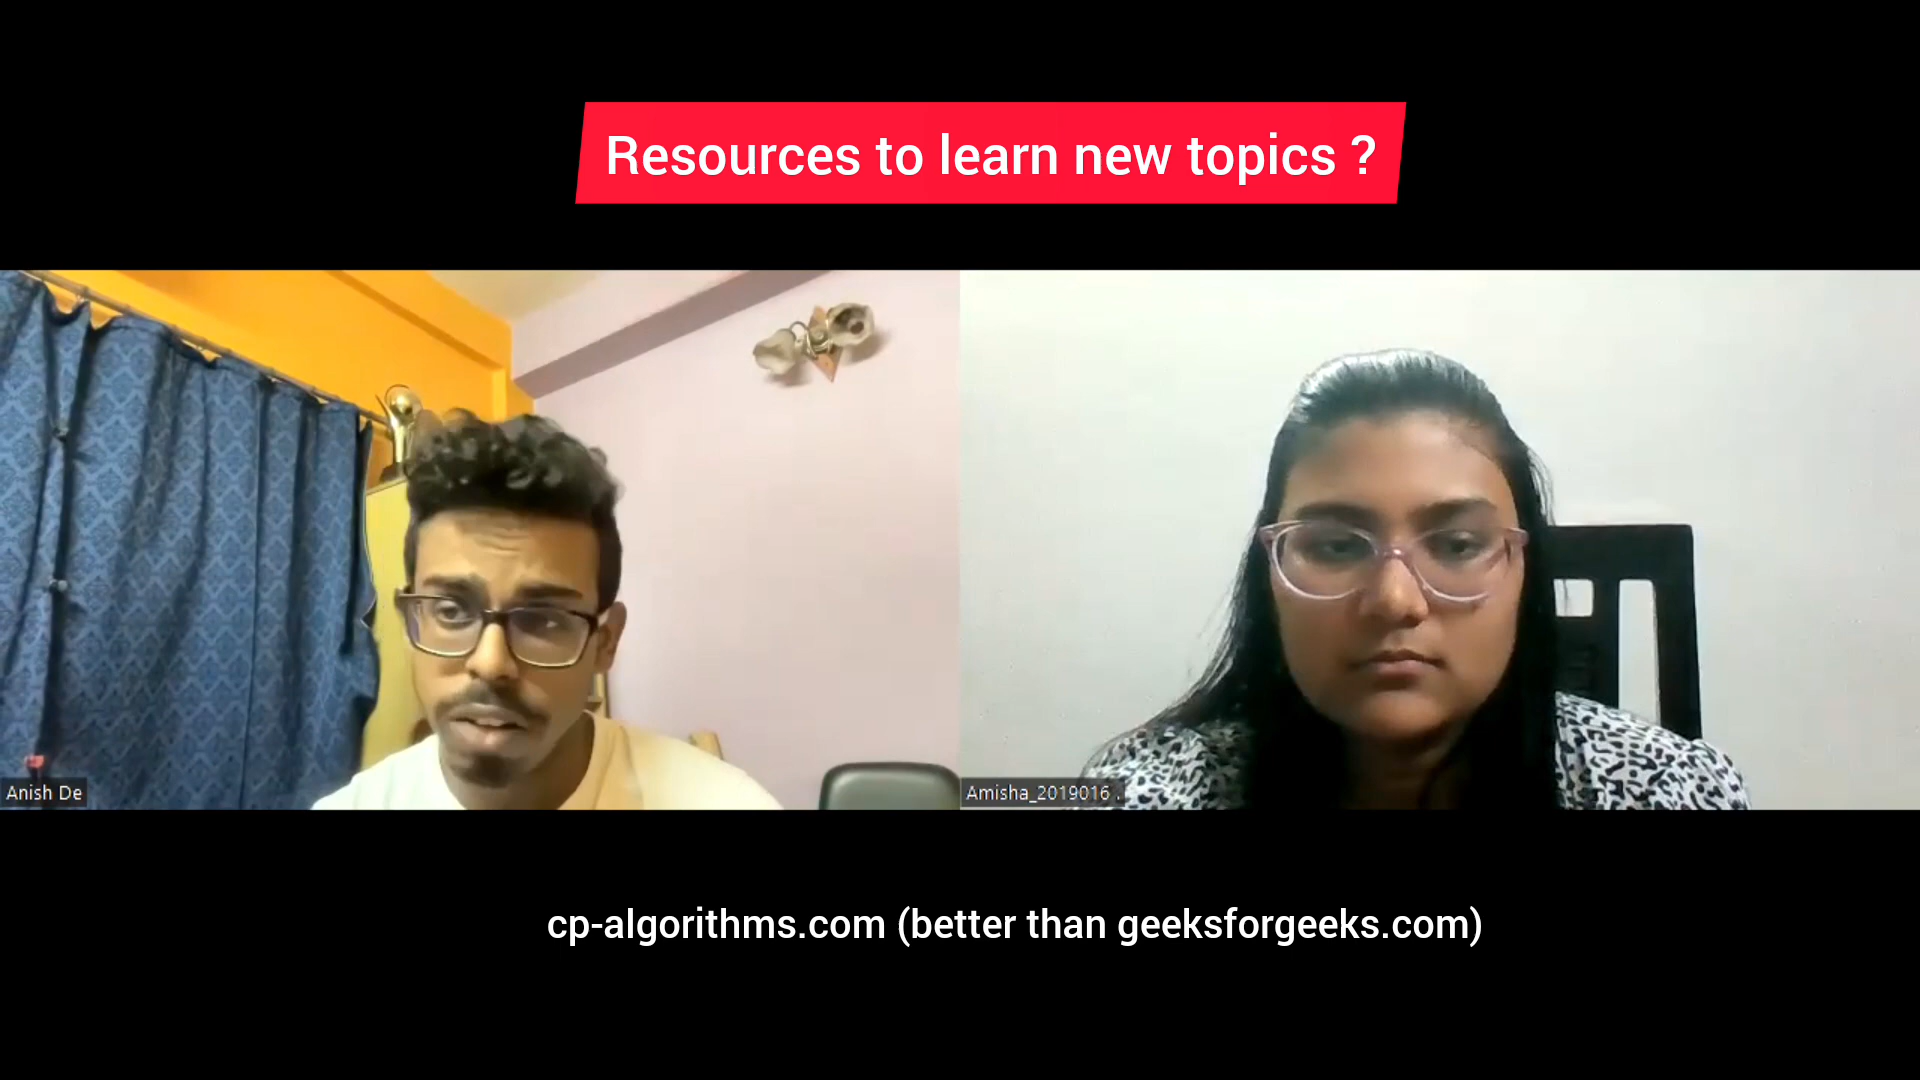 Resources to learn new topics ?
Anish De
Amisha_2019016 .
cp-algorithms.com (better than geeksforgeeks.com)